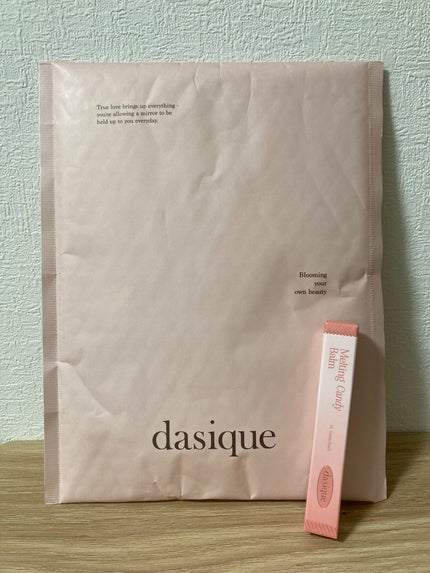 True love brings up everything -
you're allowing a mirror to be
held up to you everyday.
Blooming
your
own beauty
dasique
Melting Candy
Balm
dasique